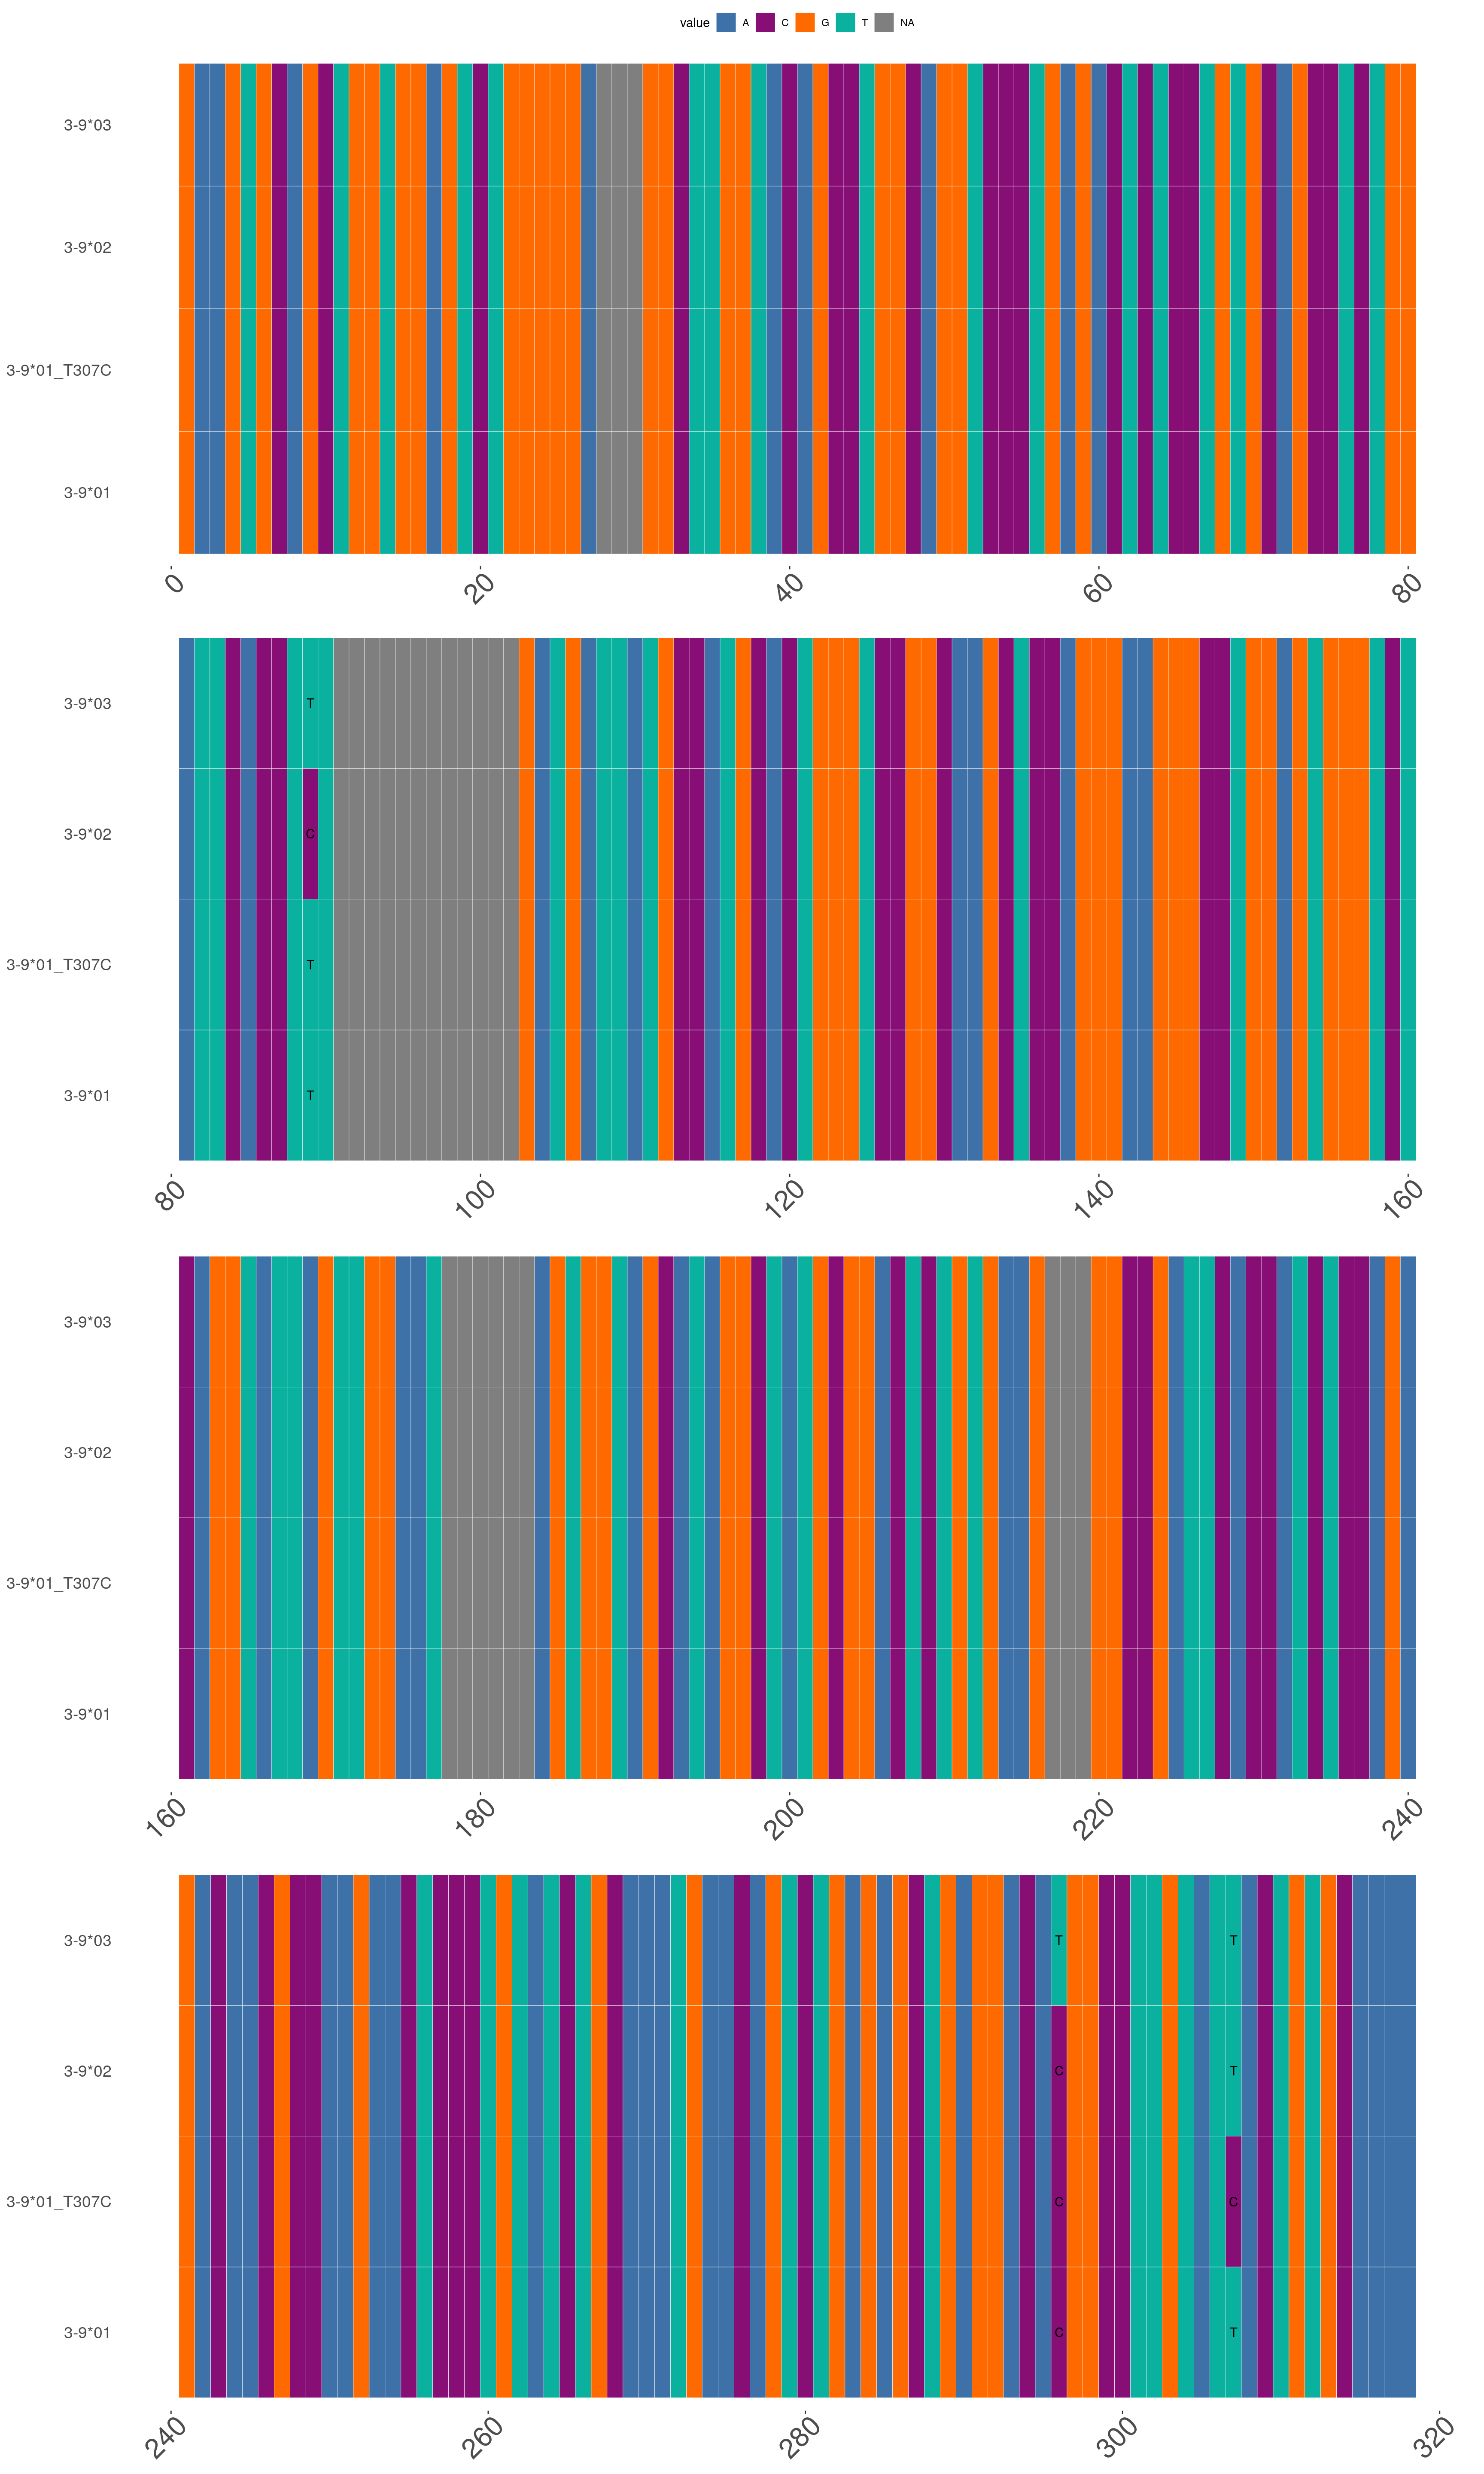 value A C G T NA
3-9*03
3-9*02
3-9*01_T307C
3-9*01
0 20 40 60 80
3-9*03 T
3-9*02 C
3-9*01_T307C T
3-9*01 T
80 100 120 140 160
3-9*03
3-9*02
3-9*01_T307C
3-9*01
160 180 200 220 240
3-9*03 T T
3-9*02 C T
3-9*01_T307C C C
3-9*01 C T
240 260 280 300 320